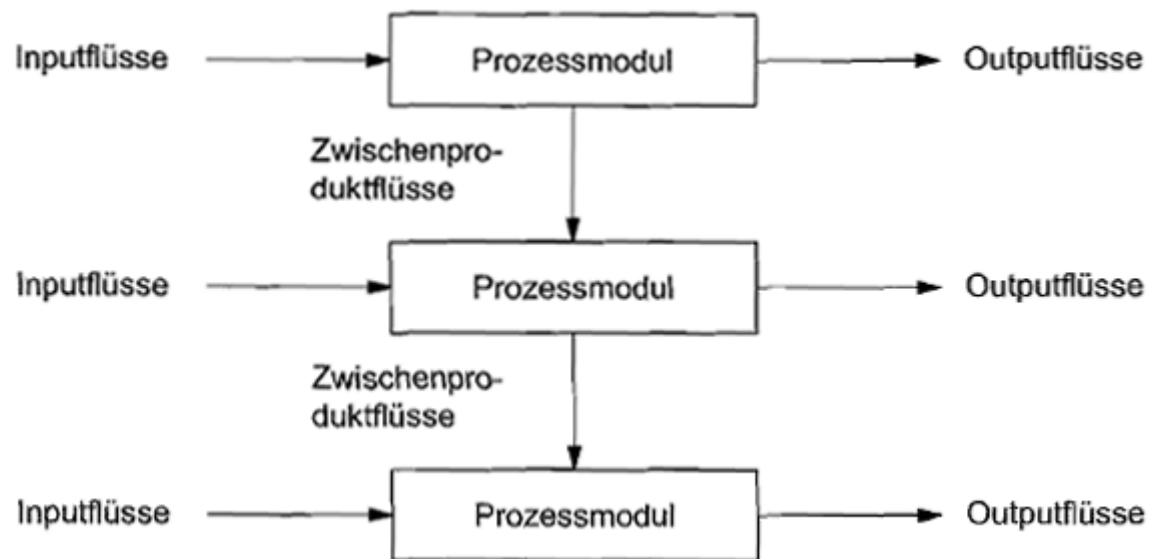 Inputflüsse
Prozessmodul
Outputflüsse
Zwischenpro-
duktflüsse
Inputflüsse
Prozessmodul
Outputflüsse
Zwischenpro-
duktflüsse
Inputflüsse
Prozessmodul
Outputflüsse